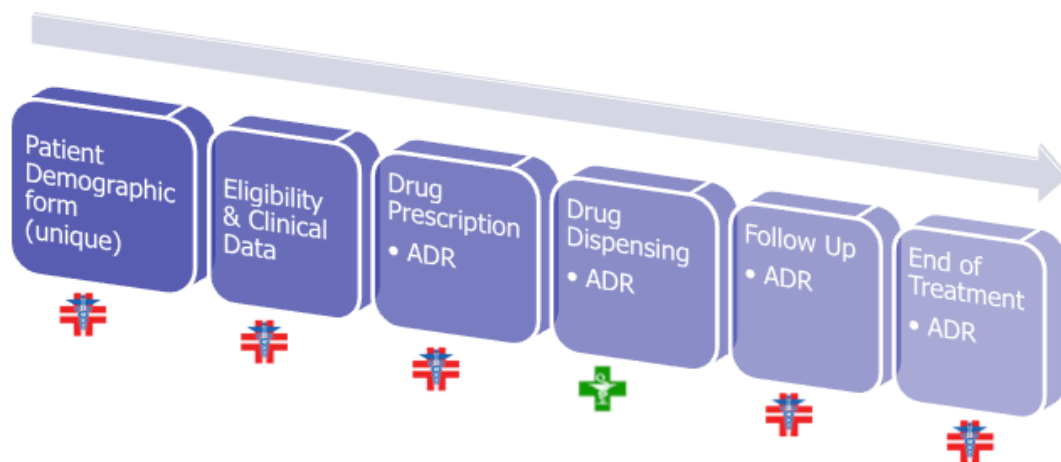 Patient
Demographic
form
(unique)
Eligibility
& Clinical
Data
Drug
Prescription
• ADR
Drug
Dispensing
• ADR
Follow Up
• ADR
End of
Treatment
• ADR